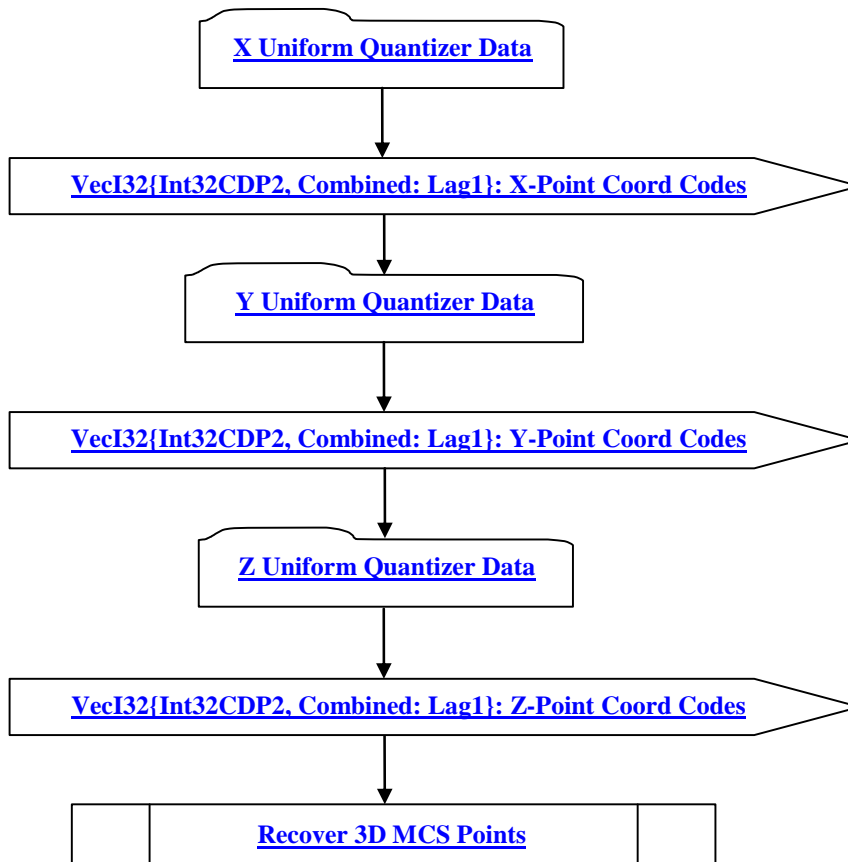 X Uniform Quantizer Data
VecI32{Int32CDP2, Combined: Lag1}: X-Point Coord Codes
Y Uniform Quantizer Data
VecI32{Int32CDP2, Combined: Lag1}: Y-Point Coord Codes
Z Uniform Quantizer Data
VecI32{Int32CDP2, Combined: Lag1}: Z-Point Coord Codes
Recover 3D MCS Points